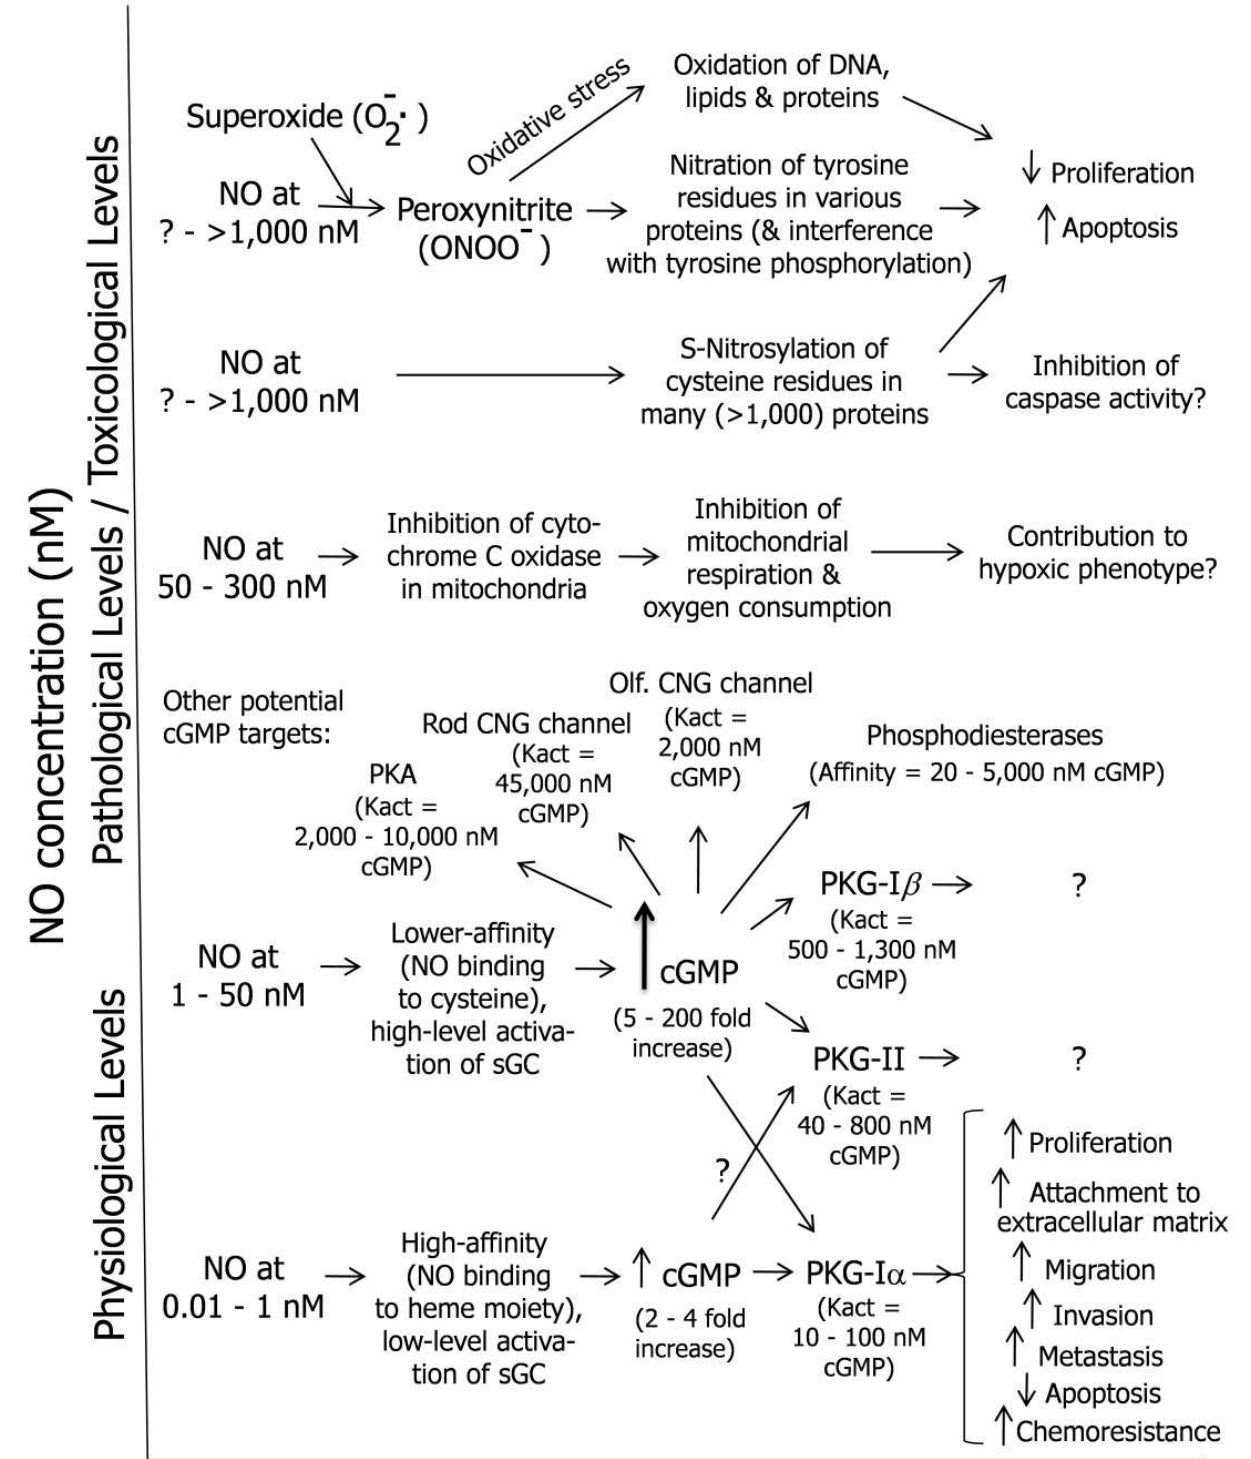 NO concentration (nM)
Pathological Levels / Toxicological Levels
Physiological Levels
Superoxide (O₂⁻·)
NO at
? - >1,000 nM
Peroxynitrite
(ONOO⁻)
Oxidative stress
Oxidation of DNA,
lipids & proteins
Nitration of tyrosine
residues in various
proteins (& interference
with tyrosine phosphorylation)
↓ Proliferation
↑ Apoptosis
NO at
? - >1,000 nM
S-Nitrosylation of
cysteine residues in
many (>1,000) proteins
Inhibition of
caspase activity?
NO at
50 - 300 nM
Inhibition of cyto-
chrome C oxidase
in mitochondria
Inhibition of
mitochondrial
respiration &
oxygen consumption
Contribution to
hypoxic phenotype?
Other potential
cGMP targets:
PKA
(Kact =
2,000 - 10,000 nM
cGMP)
Rod CNG channel
(Kact =
45,000 nM
cGMP)
Olf. CNG channel
(Kact =
2,000 nM
cGMP)
Phosphodiesterases
(Affinity = 20 - 5,000 nM cGMP)
NO at
1 - 50 nM
Lower-affinity
(NO binding
to cysteine),
high-level activa-
tion of sGC
↑ cGMP
(5 - 200 fold
increase)
PKG-Iβ
(Kact =
500 - 1,300 nM
cGMP)
?
PKG-II
(Kact =
40 - 800 nM
cGMP)
?
?
NO at
0.01 - 1 nM
High-affinity
(NO binding
to heme moiety),
low-level activa-
tion of sGC
↑ cGMP
(2 - 4 fold
increase)
PKG-Iα
(Kact =
10 - 100 nM
cGMP)
↑ Proliferation
↑ Attachment to
extracellular matrix
↑ Migration
↑ Invasion
↑ Metastasis
↓ Apoptosis
↑ Chemoresistance